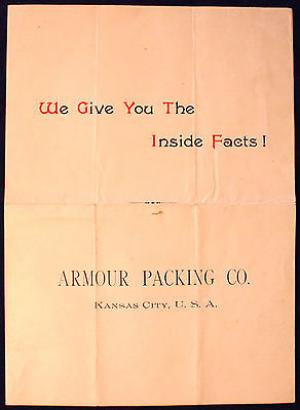 We Give You The
Inside Facts!
ARMOUR PACKING CO.
KANSAS CITY, U. S. A.